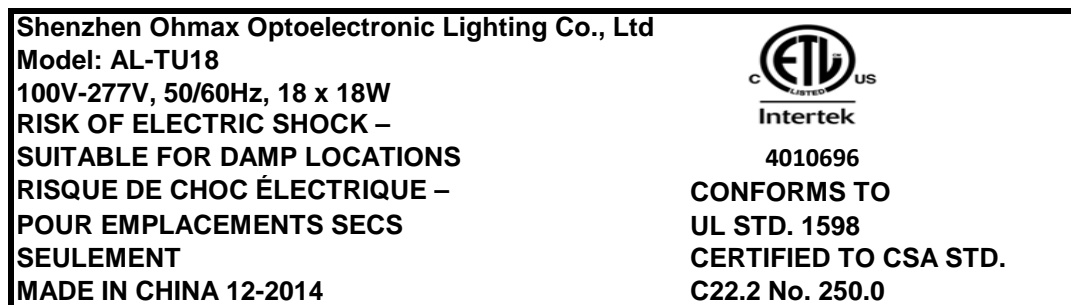 Shenzhen Ohmax Optoelectronic Lighting Co., Ltd
Model: AL-TU18
100V-277V, 50/60Hz, 18 x 18W
RISK OF ELECTRIC SHOCK –
SUITABLE FOR DAMP LOCATIONS
RISQUE DE CHOC ÉLECTRIQUE –
POUR EMPLACEMENTS SECS
SEULEMENT
MADE IN CHINA 12-2014
C ETL CM US
LISTED
Intertek
4010696
CONFORMS TO
UL STD. 1598
CERTIFIED TO CSA STD.
C22.2 No. 250.0